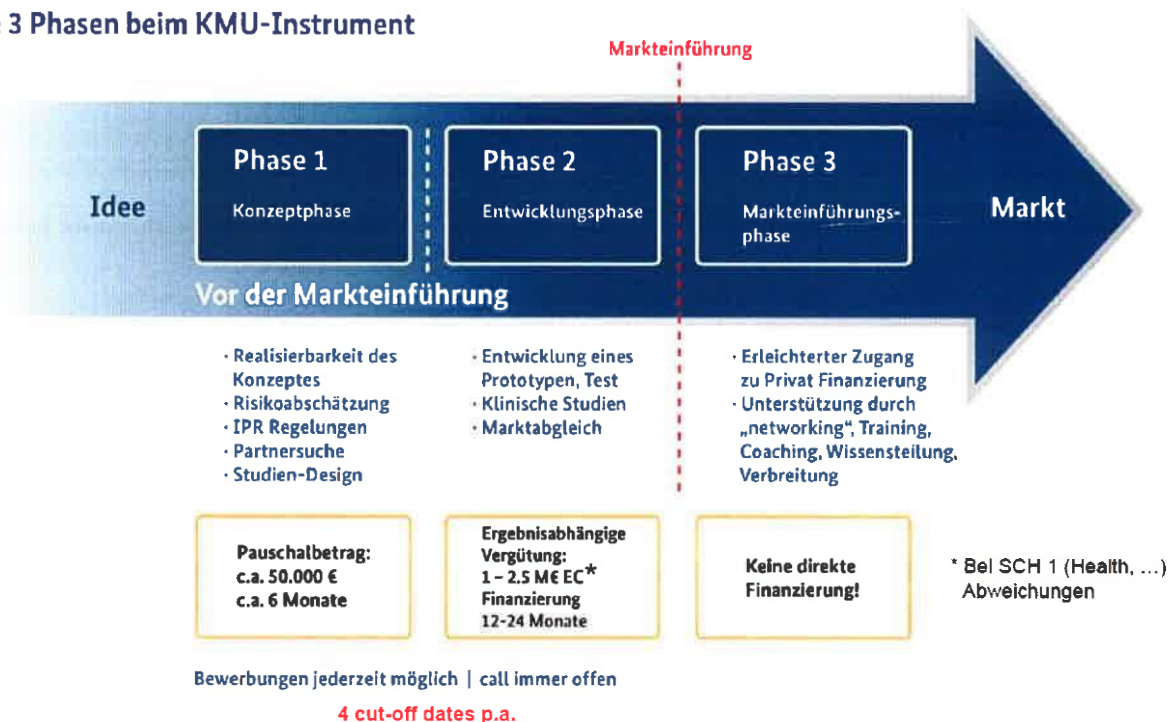 3 Phasen beim KMU-Instrument
Markteinführung
Idee
Phase 1
Konzeptphase
Phase 2
Entwicklungsphase
Phase 3
Markteinführungs-
phase
Markt
Vor der Markteinführung
· Realisierbarkeit des
Konzeptes
· Risikoabschätzung
· IPR Regelungen
· Partnersuche
· Studien-Design
· Entwicklung eines
Prototypen, Test
· Klinische Studien
· Marktabgleich
· Erleichterter Zugang
zu Privat Finanzierung
· Unterstützung durch
„networking“, Training,
Coaching, Wissensteilung,
Verbreitung
Pauschalbetrag:
c.a. 50.000 €
c.a. 6 Monate
Ergebnisabhängige
Vergütung:
1 – 2.5 M€ EC*
Finanzierung
12-24 Monate
Keine direkte
Finanzierung!
* Bei SCH 1 (Health, ...)
Abweichungen
Bewerbungen jederzeit möglich | call immer offen
4 cut-off dates p.a.